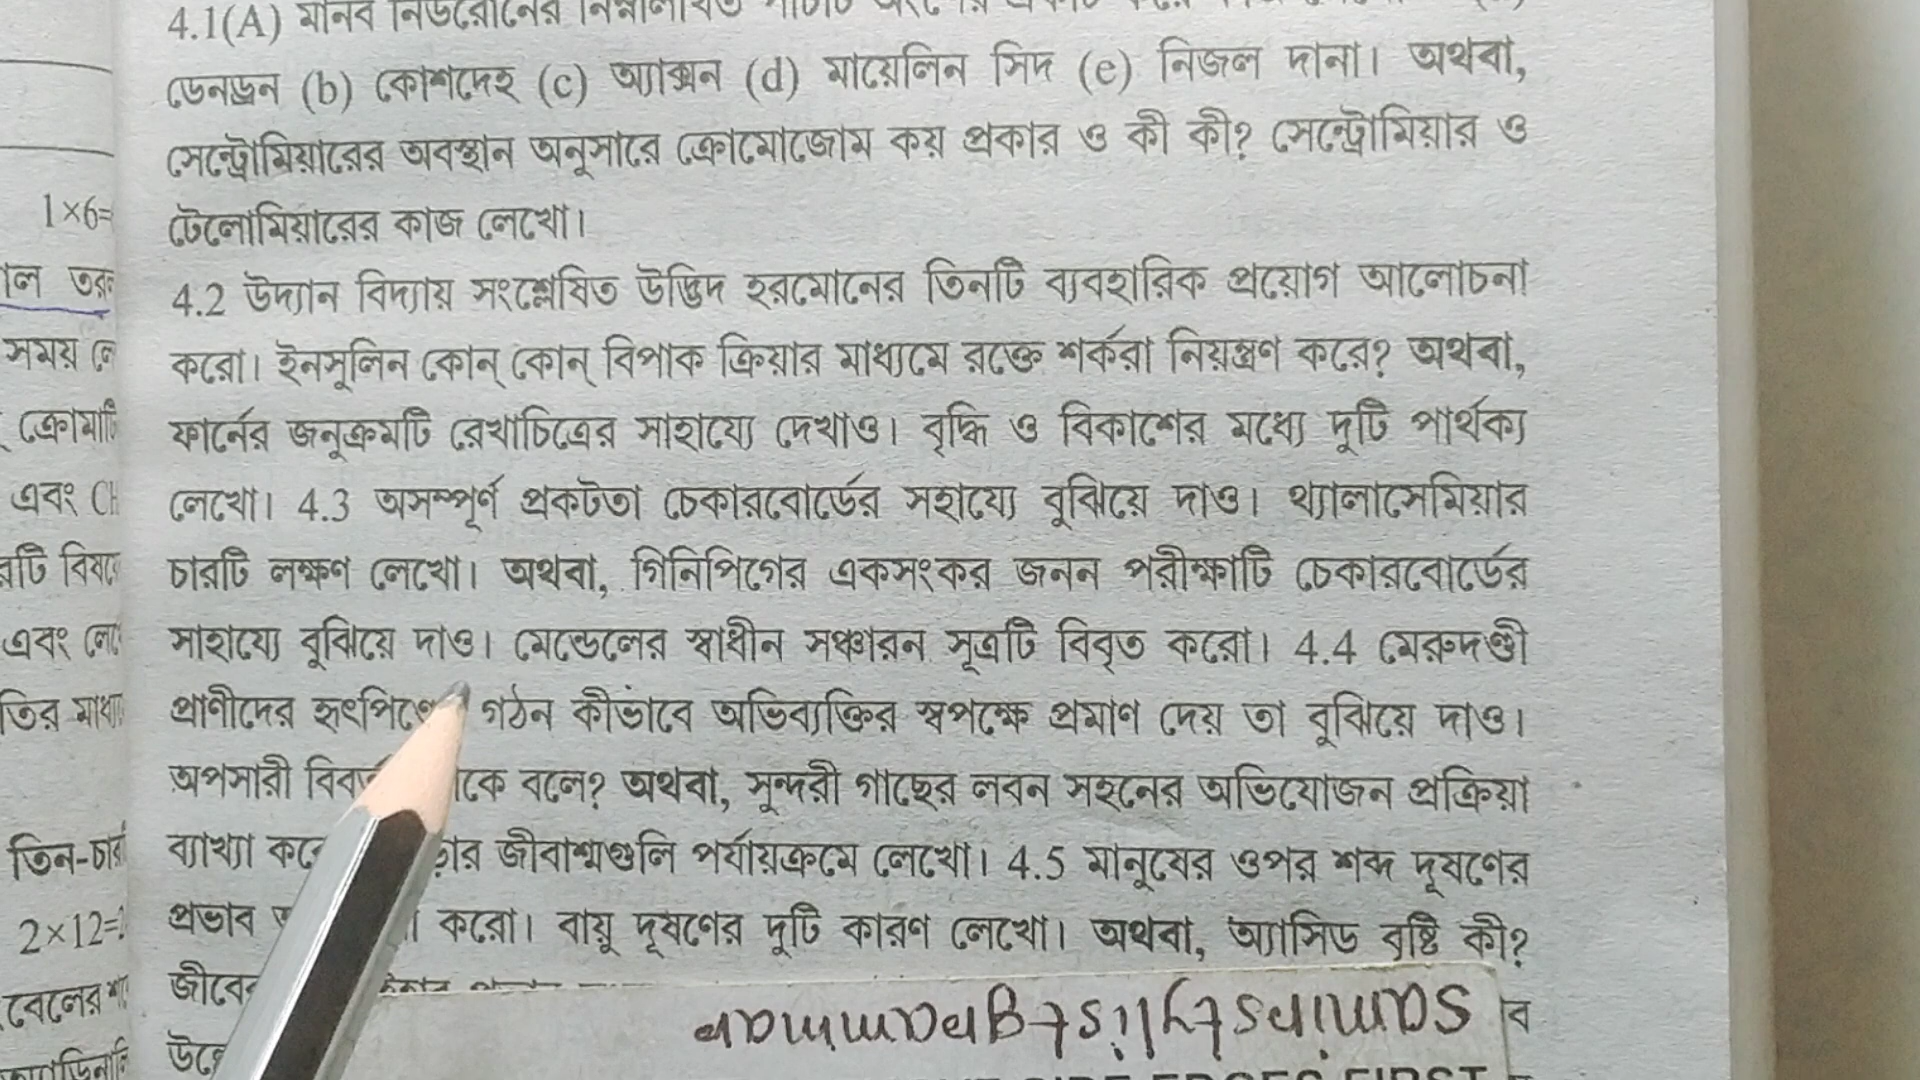 4.1(A) মানব নিউরোনের নিম্নলিখিত
ডেনড্রন (b) কোশদেহ (c) অ্যাক্সন (d) মায়েলিন সিদ (e) নিজল দানা। অথবা,
সেন্ট্রোমিয়ারের অবস্থান অনুসারে ক্রোমোজোম কয় প্রকার ও কী কী? সেন্ট্রোমিয়ার ও
1×6=
টেলোমিয়ারের কাজ লেখো।
4.2 উদ্যান বিদ্যায় সংশ্লেষিত উদ্ভিদ হরমোনের তিনটি ব্যবহারিক প্রয়োগ আলোচনা
সময়
করো। ইনসুলিন কোন্ কোন্ বিপাক ক্রিয়ার মাধ্যমে রক্তে শর্করা নিয়ন্ত্রণ করে? অথবা,
ফার্নের জনুক্রমটি রেখাচিত্রের সাহায্যে দেখাও। বৃদ্ধি ও বিকাশের মধ্যে দুটি পার্থক্য
এবং
লেখো। 4.3 অসম্পূর্ণ প্রকটতা চেকারবোর্ডের সহায্যে বুঝিয়ে দাও। থ্যালাসেমিয়ার
চারটি লক্ষণ লেখো। অথবা, গিনিপিগের একসংকর জনন পরীক্ষাটি চেকারবোর্ডের
এবং
সাহায্যে বুঝিয়ে দাও। মেন্ডেলের স্বাধীন সঞ্চারন সূত্রটি বিবৃত করো। 4.4 মেরুদণ্ডী
প্রাণীদের গঠন কীভাবে অভিব্যক্তির স্বপক্ষে প্রমাণ দেয় তা বুঝিয়ে দাও।
অপসারী বলে? অথবা, সুন্দরী গাছের লবন সহনের অভিযোজন প্রক্রিয়া
তিন-চার
ব্যাখ্যা জীবাশ্মগুলি পর্যায়ক্রমে লেখো। 4.5 মানুষের ওপর শব্দ দূষণের
2×12=
প্রভাব করো। বায়ু দূষণের দুটি কারণ লেখো। অথবা, অ্যাসিড বৃষ্টি কী?
samirstylistgrammar